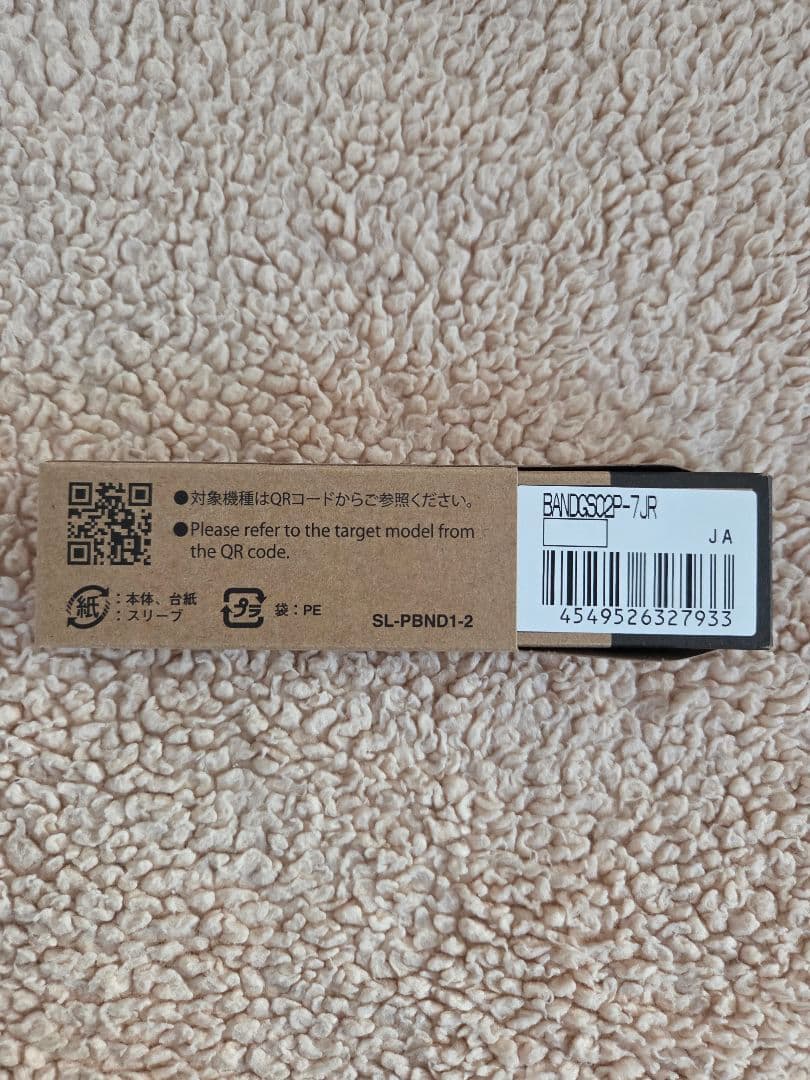 ●対象機種はQRコードからご参照ください。
●Please refer to the target model from
the QR code.
紙：本体、台紙
：スリーブ
プラ 袋：PE
SL-PBND1-2
BANDGS02P-7JR
JA
4549526327933